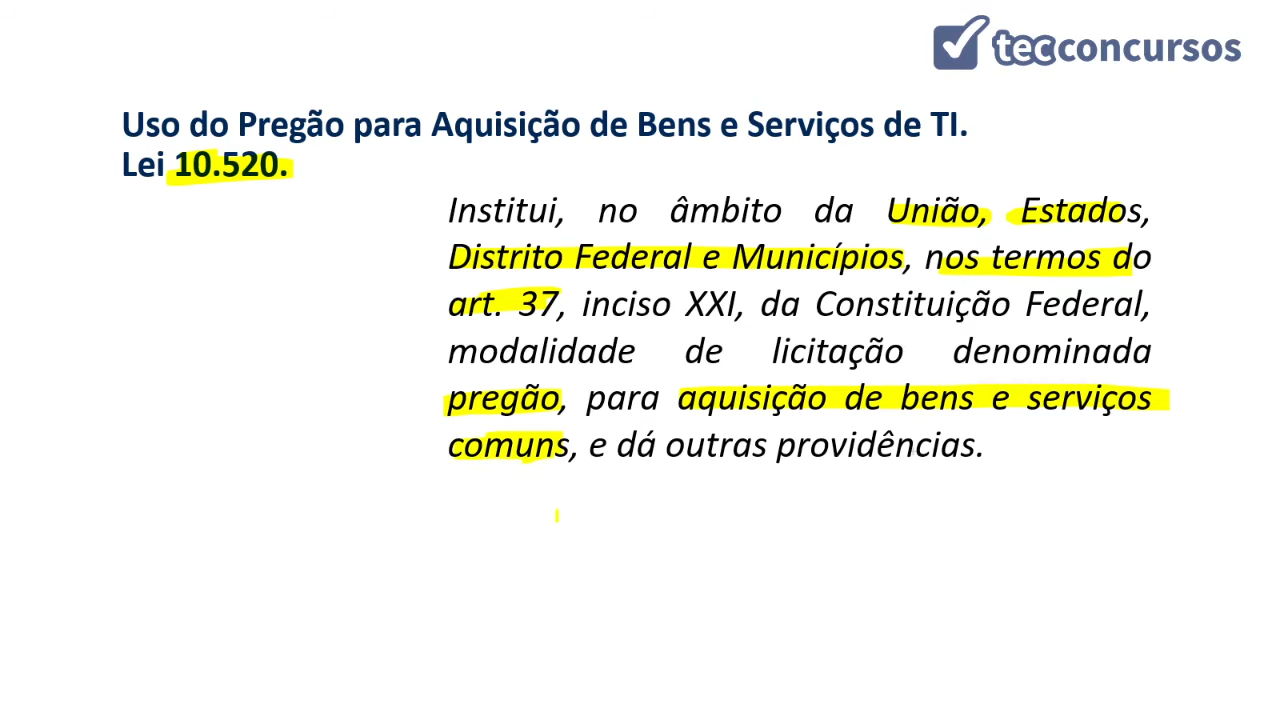 tecconcursos
Uso do Pregão para Aquisição de Bens e Serviços de TI.
Lei 10.520.
Institui, no âmbito da União, Estados,
Distrito Federal e Municípios, nos termos do
art. 37, inciso XXI, da Constituição Federal,
modalidade de licitação denominada
pregão, para aquisição de bens e serviços
comuns, e dá outras providências.